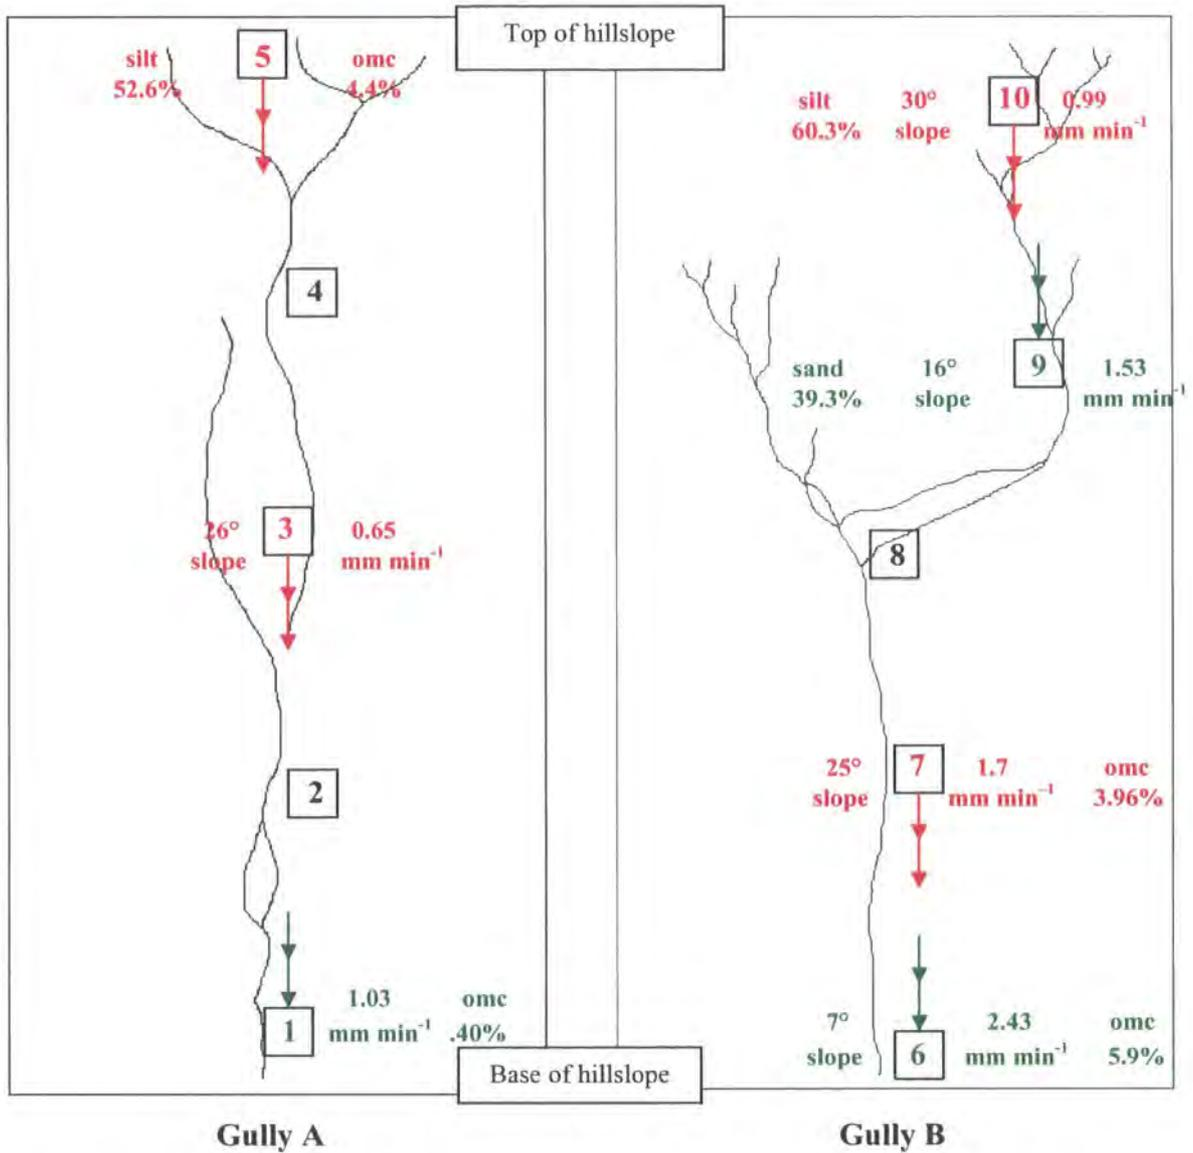 Top of hillslope
silt
52.6%
5
omc
4.4%
4
26°
slope
3
0.65
mm min⁻¹
2
1
1.03
mm min⁻¹
omc
.40%
silt
60.3%
30°
slope
10
0.99
mm min⁻¹
sand
39.3%
16°
slope
9
1.53
mm min⁻¹
8
25°
slope
7
1.7
mm min⁻¹
omc
3.96%
7°
slope
6
2.43
mm min⁻¹
omc
5.9%
Base of hillslope
Gully A
Gully B